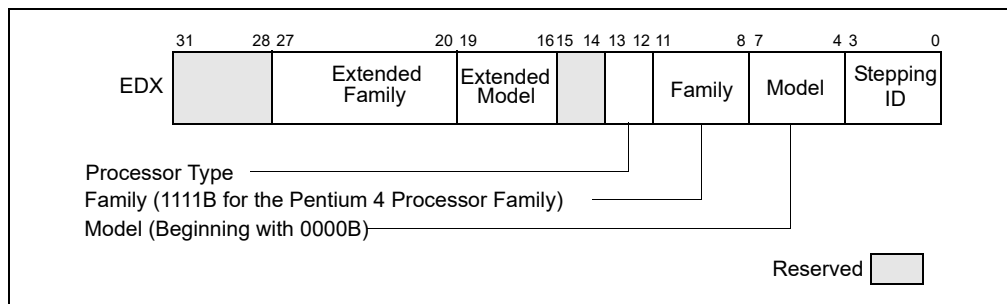 31 28 27 20 19 16 15 14 13 12 11 8 7 4 3 0
EDX
Extended Family
Extended Model
Family
Model
Stepping ID
Processor Type
Family (1111B for the Pentium 4 Processor Family)
Model (Beginning with 0000B)
Reserved